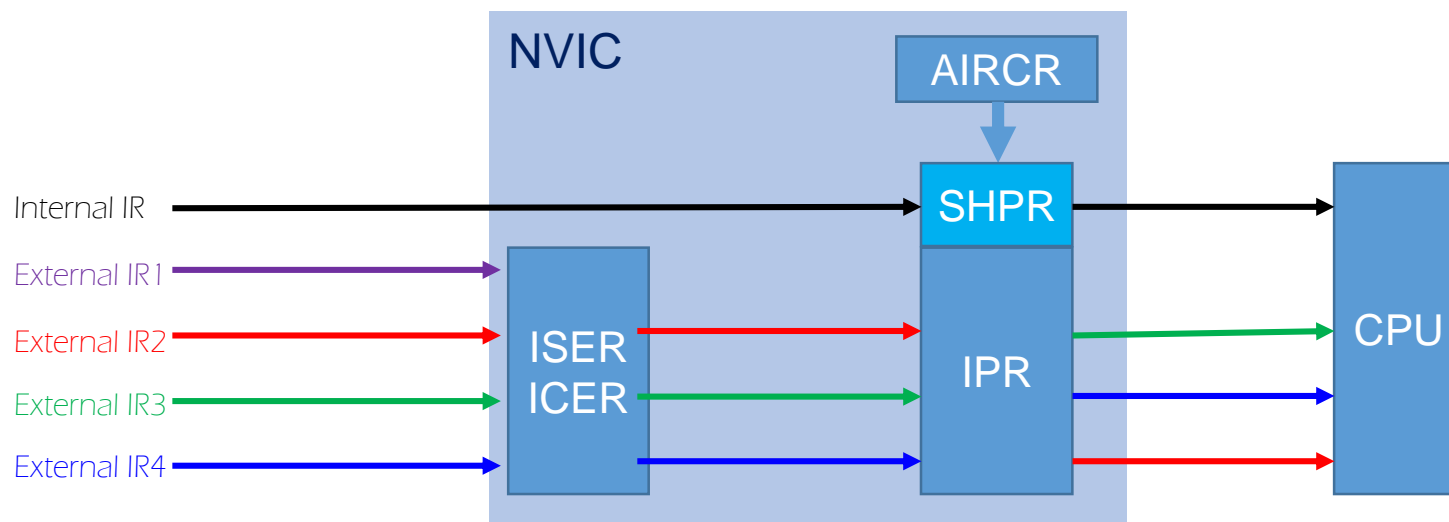 NVIC
AIRCR
Internal IR
SHPR
External IR1
External IR2
External IR3
External IR4
ISER
ICER
IPR
CPU